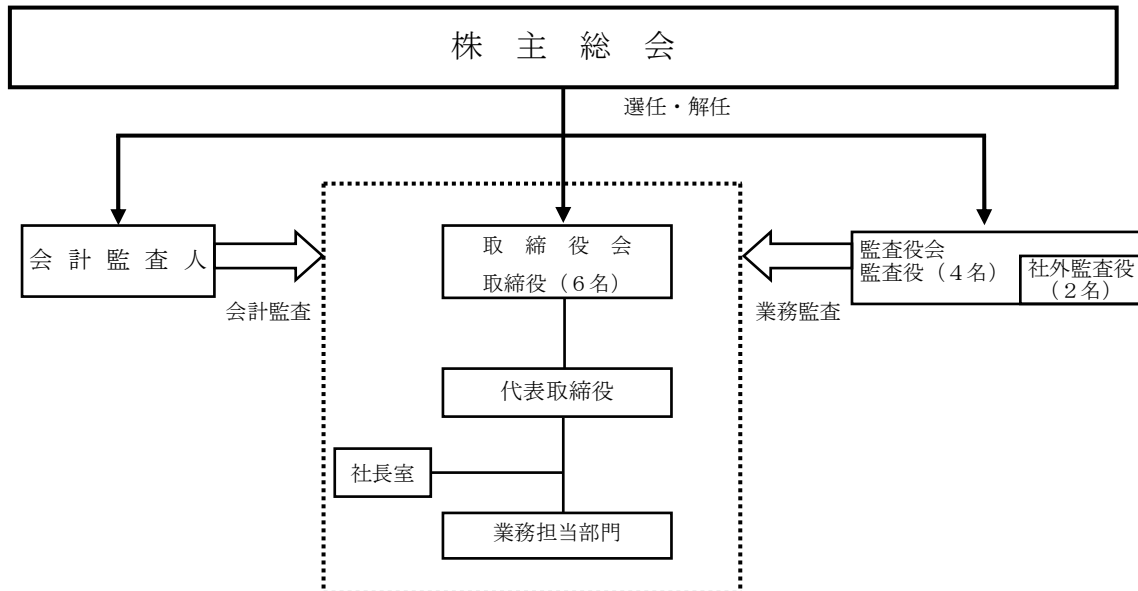 株　主　総　会
選任・解任
会 計 監 査 人
会計監査
取　締　役　会
取締役（６名）
監査役会
監査役（４名）
社外監査役
（２名）
業務監査
代表取締役
社長室
業務担当部門